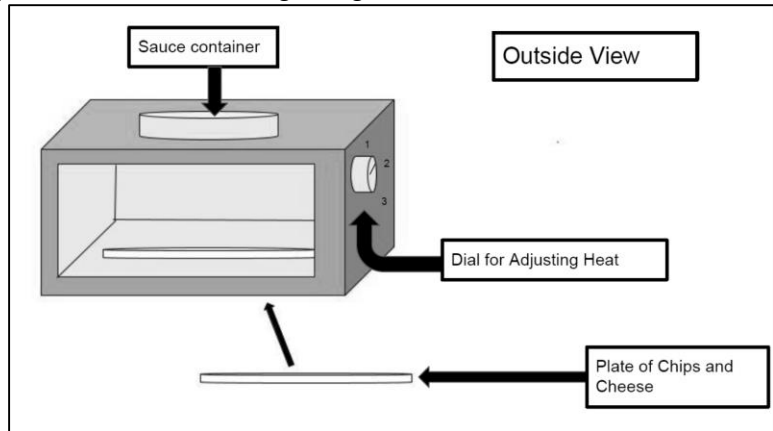 Sauce container
Outside View
1
2
3
Dial for Adjusting Heat
Plate of Chips and
Cheese